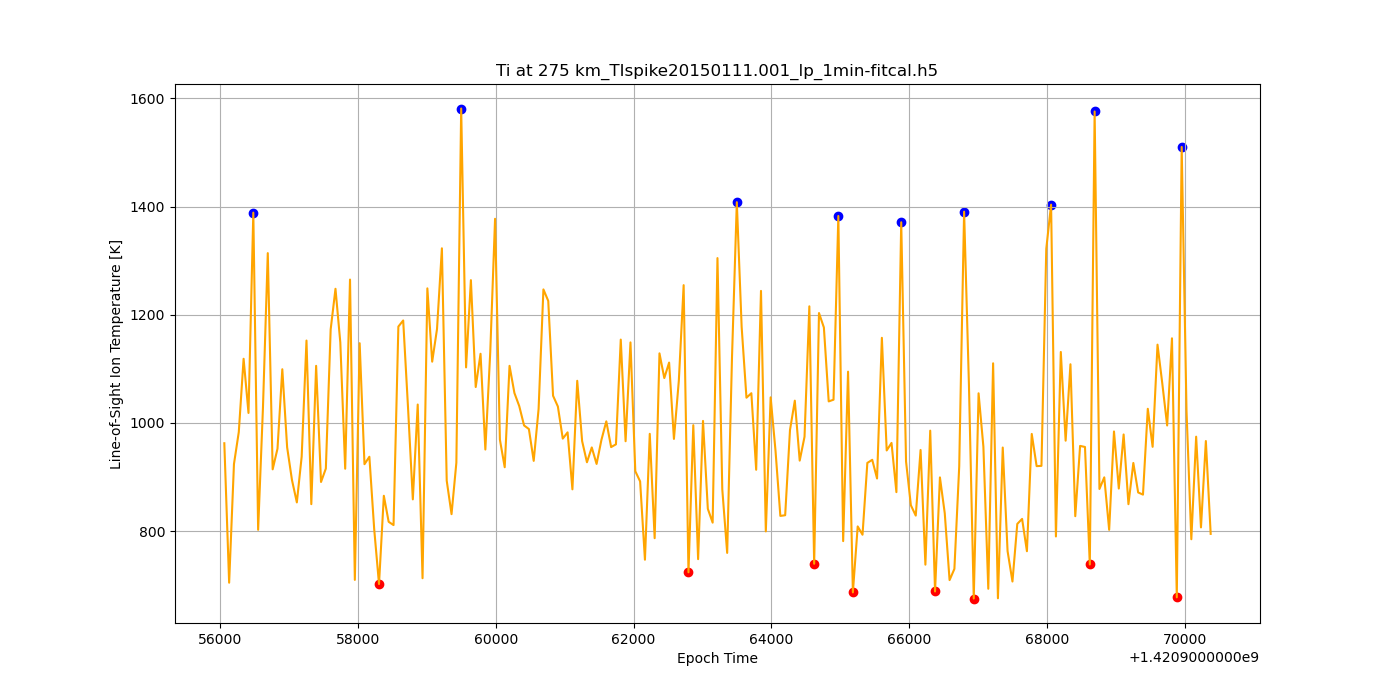 Ti at 275 km_TIspike20150111.001_lp_1min-fitcal.h5
Line-of-Sight Ion Temperature [K]
1600
1400
1200
1000
800
56000 58000 60000 62000 64000 66000 68000 70000
Epoch Time
+1.4209000000e9